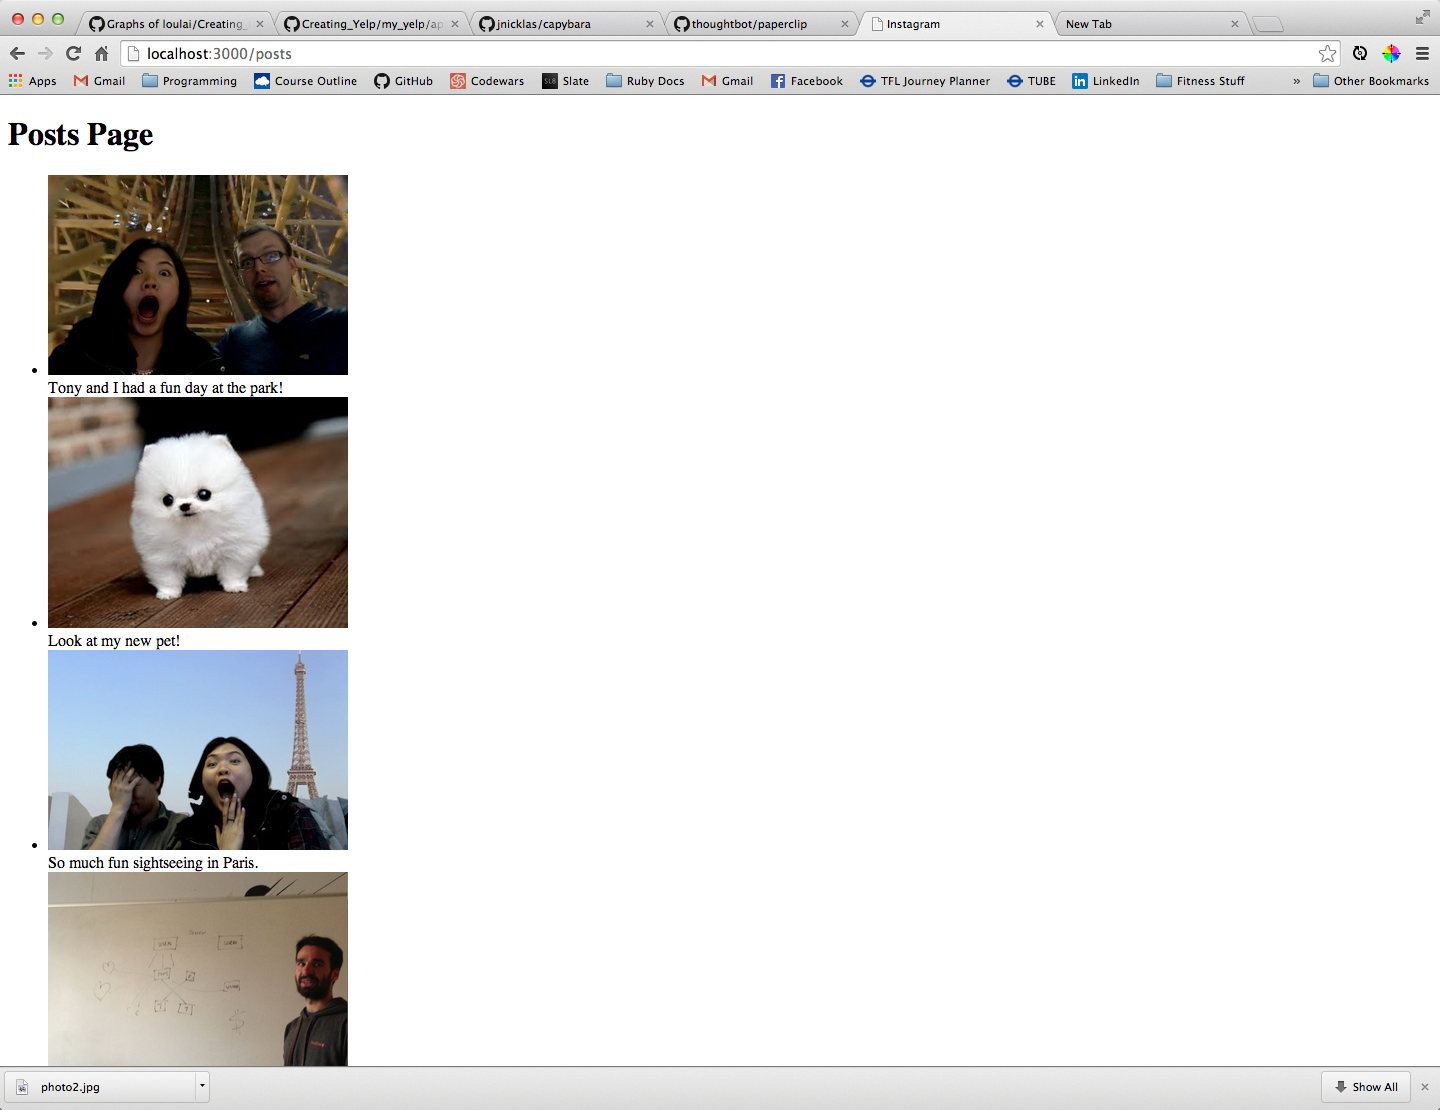 Graphs of loulai/Creating_
Creating_Yelp/my_yelp/ap
jnicklas/capybara
thoughtbot/paperclip
Instagram
New Tab
localhost:3000/posts
Apps
Gmail
Programming
Course Outline
GitHub
Codewars
SLB
Slate
Ruby Docs
Gmail
Facebook
TFL Journey Planner
TUBE
in
LinkedIn
Fitness Stuff
»
Other Bookmarks
Posts Page
Tony and I had a fun day at the park!
Look at my new pet!
So much fun sightseeing in Paris.
photo2.jpg
Show All